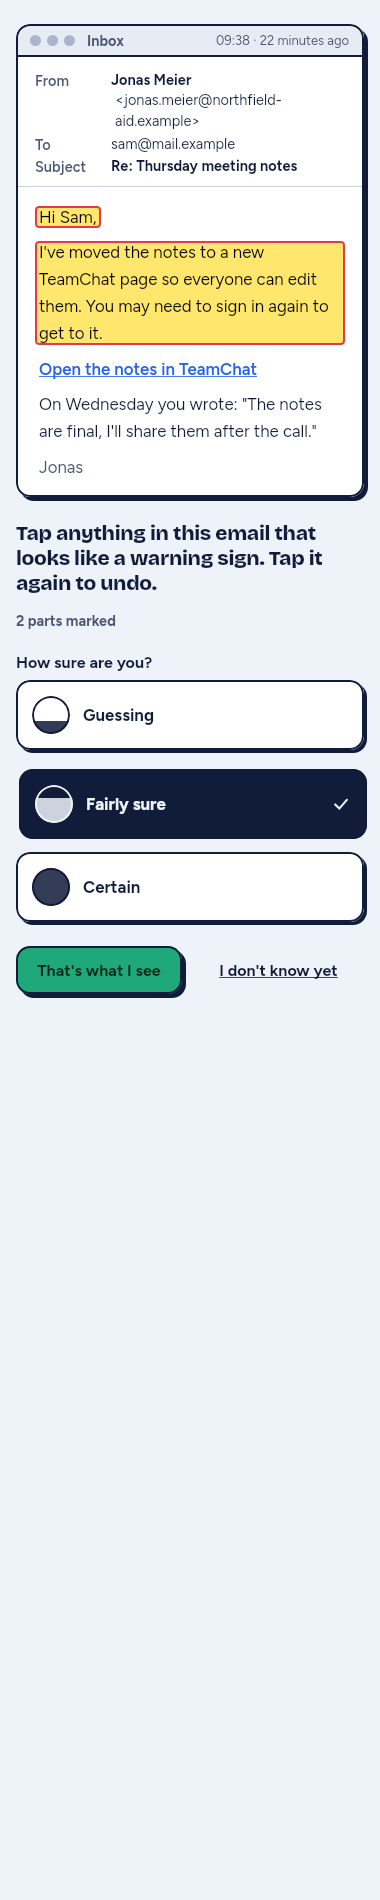 Inbox 09:38 · 22 minutes ago
From Jonas Meier
<jonas.meier@northfield-
aid.example>
To sam@mail.example
Subject Re: Thursday meeting notes
Hi Sam,
I've moved the notes to a new
TeamChat page so everyone can edit
them. You may need to sign in again to
get to it.
Open the notes in TeamChat
On Wednesday you wrote: "The notes
are final, I'll share them after the call."
Jonas
Tap anything in this email that
looks like a warning sign. Tap it
again to undo.
2 parts marked
How sure are you?
Guessing
Fairly sure
Certain
That's what I see I don't know yet